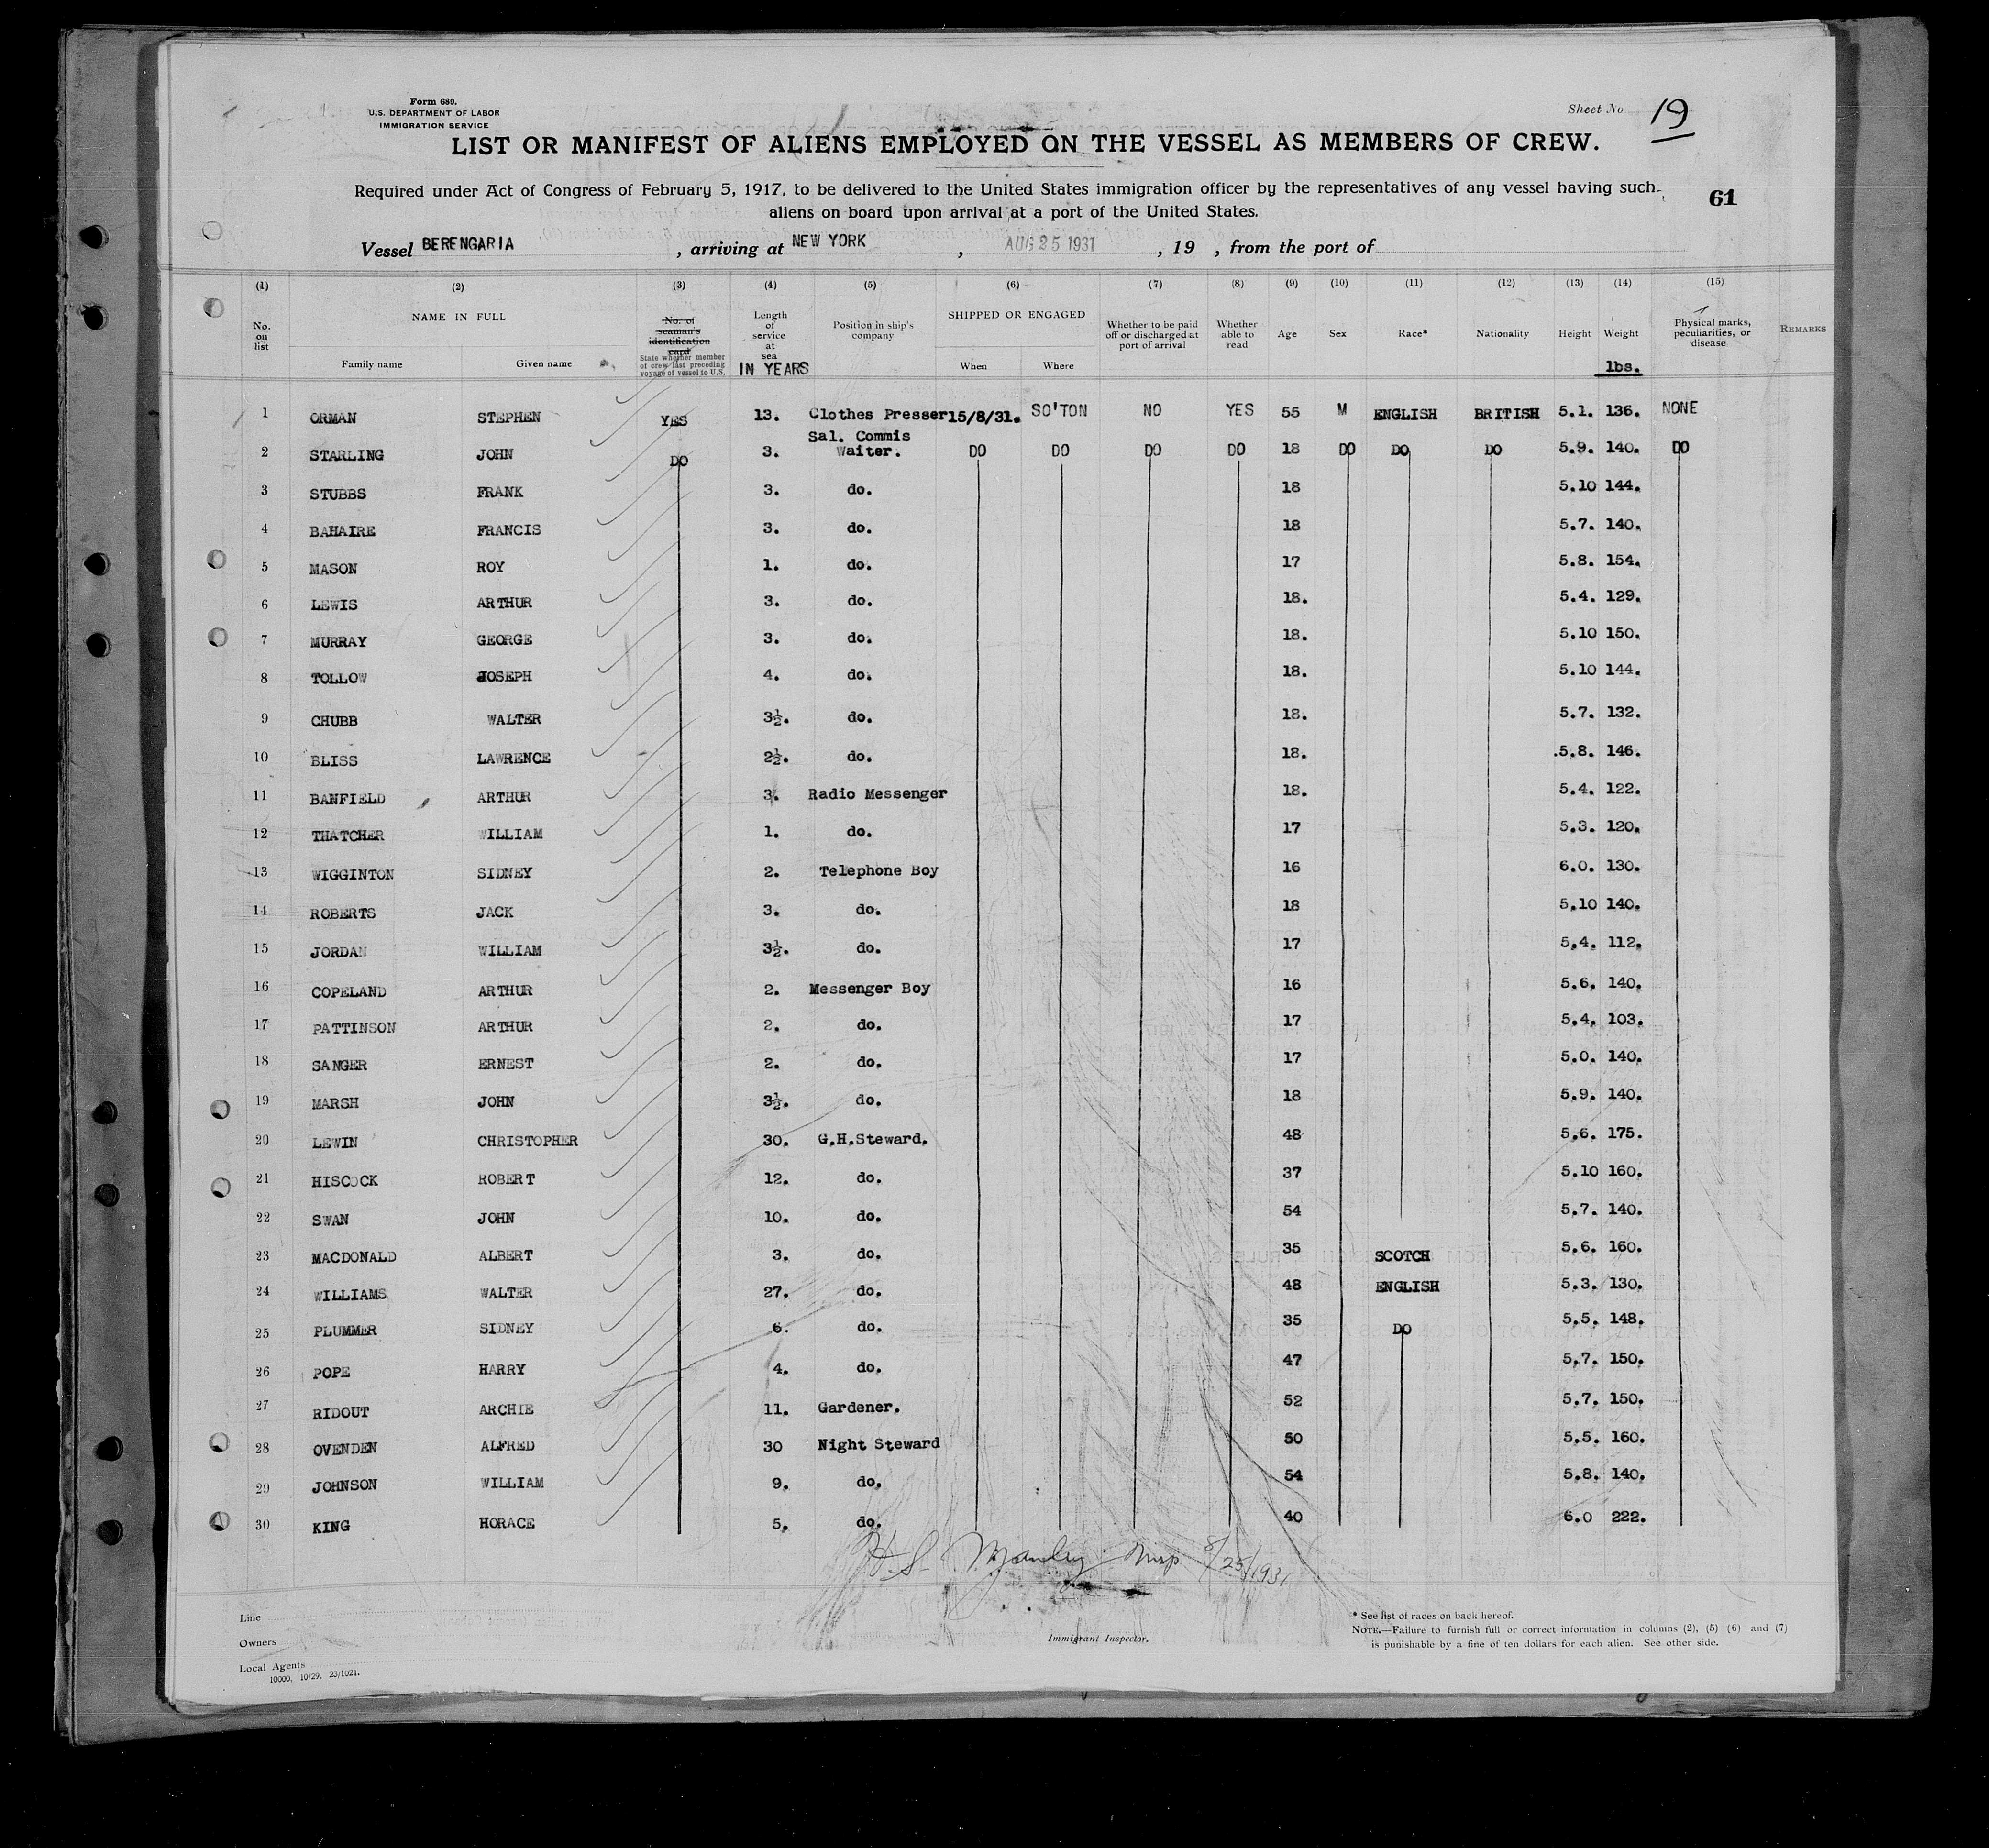 Form 680.
U.S. DEPARTMENT OF LABOR
IMMIGRATION SERVICE
Sheet No 19
LIST OR MANIFEST OF ALIENS EMPLOYED ON THE VESSEL AS MEMBERS OF CREW.
Required under Act of Congress of February 5, 1917, to be delivered to the United States immigration officer by the representatives of any vessel having such
aliens on board upon arrival at a port of the United States.
61
Vessel BERENGARIA , arriving at NEW YORK , AUG 25 1931 , 19 , from the port of
(1) (2) (3) (4) (5) (6) (7) (8) (9) (10) (11) (12) (13) (14) (15)
No. on list
NAME IN FULL
Family name Given name
No. of seaman's identification card
State whether member of crew last preceding voyage of vessel to U.S.
Length of service at sea
IN YEARS
Position in ship's company
SHIPPED OR ENGAGED
When Where
Whether to be paid off or discharged at port of arrival
Whether able to read
Age Sex Race* Nationality Height Weight
lbs.
Physical marks, peculiarities, or disease
REMARKS
1 ORMAN STEPHEN YES 13. Clothes Presser 15/8/31. SO'TON NO YES 55 M ENGLISH BRITISH 5.1. 136. NONE
2 STARLING JOHN DO 3. Sal. Commis Waiter. DO DO DO DO 18 DO DO DO 5.9. 140. DO
3 STUBBS FRANK 3. do. 18 5.10 144.
4 BAHAIRE FRANCIS 3. do. 18 5.7. 140.
5 MASON ROY 1. do. 17 5.8. 154.
6 LEWIS ARTHUR 3. do. 18. 5.4. 129.
7 MURRAY GEORGE 3. do. 18. 5.10 150.
8 TOLLOW JOSEPH 4. do. 18. 5.10 144.
9 CHUBB WALTER 3½. do. 18. 5.7. 132.
10 BLISS LAWRENCE 2½. do. 18. 5.8. 146.
11 BANFIELD ARTHUR 3. Radio Messenger 18. 5.4. 122.
12 THATCHER WILLIAM 1. do. 17 5.3. 120.
13 WIGGINTON SIDNEY 2. Telephone Boy 16 6.0. 130.
14 ROBERTS JACK 3. do. 18 5.10 140.
15 JORDAN WILLIAM 3½. do. 17 5.4. 112.
16 COPELAND ARTHUR 2. Messenger Boy 16 5.6. 140.
17 PATTINSON ARTHUR 2. do. 17 5.4. 103.
18 SANGER ERNEST 2. do. 17 5.0. 140.
19 MARSH JOHN 3½. do. 18 5.9. 140.
20 LEWIN CHRISTOPHER 30. G.H.Steward. 48 5.6. 175.
21 HISCOCK ROBERT 12. do. 37 5.10 160.
22 SWAN JOHN 10. do. 54 5.7. 140.
23 MACDONALD ALBERT 3. do. 35 SCOTCH 5.6. 160.
24 WILLIAMS WALTER 27. do. 48 ENGLISH 5.3. 130.
25 PLUMMER SIDNEY 6. do. 35 DO 5.5. 148.
26 POPE HARRY 4. do. 47 5.7. 150.
27 RIDOUT ARCHIE 11. Gardener. 52 5.7. 150.
28 OVENDEN ALFRED 30 Night Steward 50 5.5. 160.
29 JOHNSON WILLIAM 9. do. 54 5.8. 140.
30 KING HORACE 5. do. 40 6.0 222.
H.S. Manley Insp 8/25/1931
Immigrant Inspector.
Line
Owners
Local Agents
10000, 10/29, 23/1021.
* See list of races on back hereof.
NOTE.—Failure to furnish full or correct information in columns (2), (5) (6) and (7)
is punishable by a fine of ten dollars for each alien. See other side.